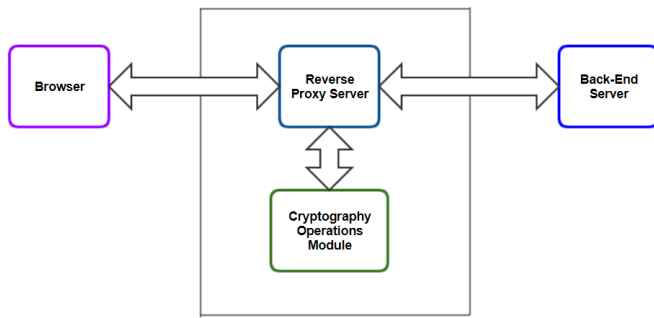 Browser
Reverse
Proxy Server
Back-End
Server
Cryptography
Operations
Module